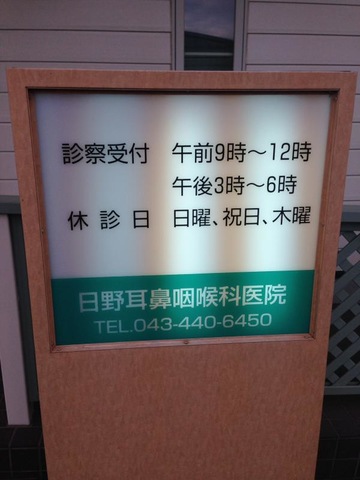 診察受付 午前9時～12時
午後3時～6時
休診日 日曜、祝日、木曜
日野耳鼻咽喉科医院
TEL.043-440-6450